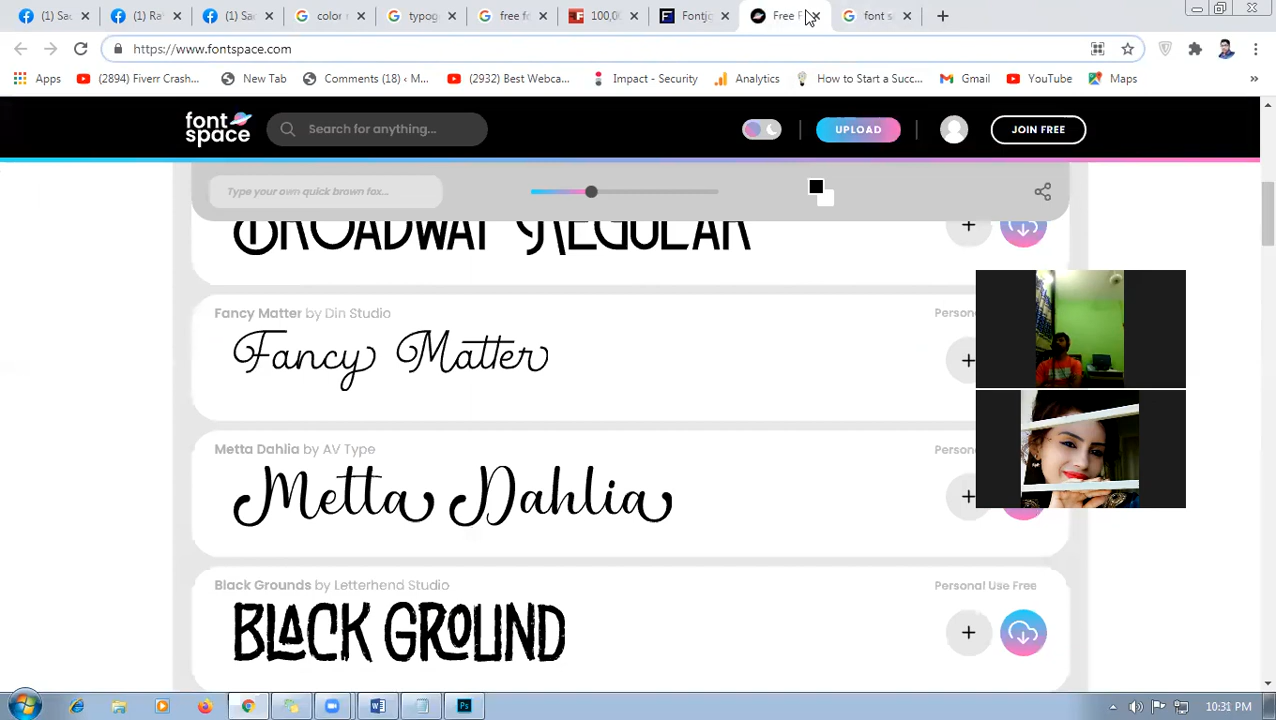 (1) Sa
(1) Ra
(1) Sa
color
typog
free fo
100,0
Fontjo
Free F
font s
https://www.fontspace.com
Apps
(2894) Fiverr Crash...
New Tab
Comments (18) ‹ M...
(2932) Best Webca...
Impact - Security
Analytics
How to Start a Succ...
Gmail
YouTube
Maps
»
font space
Search for anything...
UPLOAD
JOIN FREE
Type your own quick brown fox...
BROADWAY REGULAR
Fancy Matter by Din Studio
Persona
Fancy Matter
Metta Dahlia by AV Type
Persona
Metta Dahlia
Black Grounds by Letterhend Studio
Personal Use Free
BLACK GROUND
10:31 PM